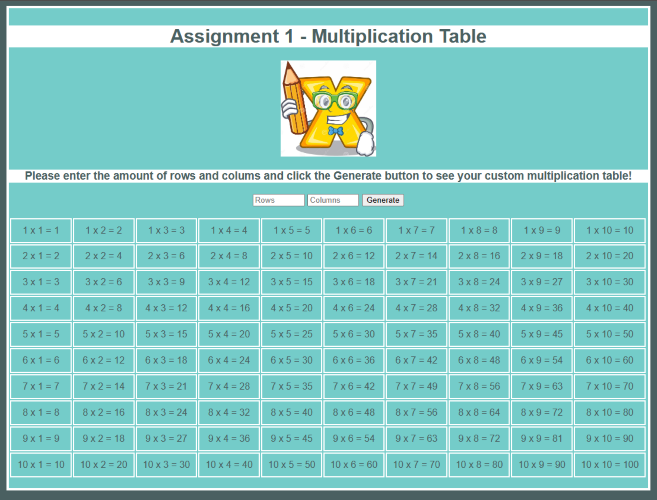 Assignment 1 - Multiplication Table
Please enter the amount of rows and colums and click the Generate button to see your custom multiplication table!
Rows Columns Generate
1 x 1 = 1 1 x 2 = 2 1 x 3 = 3 1 x 4 = 4 1 x 5 = 5 1 x 6 = 6 1 x 7 = 7 1 x 8 = 8 1 x 9 = 9 1 x 10 = 10
2 x 1 = 2 2 x 2 = 4 2 x 3 = 6 2 x 4 = 8 2 x 5 = 10 2 x 6 = 12 2 x 7 = 14 2 x 8 = 16 2 x 9 = 18 2 x 10 = 20
3 x 1 = 3 3 x 2 = 6 3 x 3 = 9 3 x 4 = 12 3 x 5 = 15 3 x 6 = 18 3 x 7 = 21 3 x 8 = 24 3 x 9 = 27 3 x 10 = 30
4 x 1 = 4 4 x 2 = 8 4 x 3 = 12 4 x 4 = 16 4 x 5 = 20 4 x 6 = 24 4 x 7 = 28 4 x 8 = 32 4 x 9 = 36 4 x 10 = 40
5 x 1 = 5 5 x 2 = 10 5 x 3 = 15 5 x 4 = 20 5 x 5 = 25 5 x 6 = 30 5 x 7 = 35 5 x 8 = 40 5 x 9 = 45 5 x 10 = 50
6 x 1 = 6 6 x 2 = 12 6 x 3 = 18 6 x 4 = 24 6 x 5 = 30 6 x 6 = 36 6 x 7 = 42 6 x 8 = 48 6 x 9 = 54 6 x 10 = 60
7 x 1 = 7 7 x 2 = 14 7 x 3 = 21 7 x 4 = 28 7 x 5 = 35 7 x 6 = 42 7 x 7 = 49 7 x 8 = 56 7 x 9 = 63 7 x 10 = 70
8 x 1 = 8 8 x 2 = 16 8 x 3 = 24 8 x 4 = 32 8 x 5 = 40 8 x 6 = 48 8 x 7 = 56 8 x 8 = 64 8 x 9 = 72 8 x 10 = 80
9 x 1 = 9 9 x 2 = 18 9 x 3 = 27 9 x 4 = 36 9 x 5 = 45 9 x 6 = 54 9 x 7 = 63 9 x 8 = 72 9 x 9 = 81 9 x 10 = 90
10 x 1 = 10 10 x 2 = 20 10 x 3 = 30 10 x 4 = 40 10 x 5 = 50 10 x 6 = 60 10 x 7 = 70 10 x 8 = 80 10 x 9 = 90 10 x 10 = 100